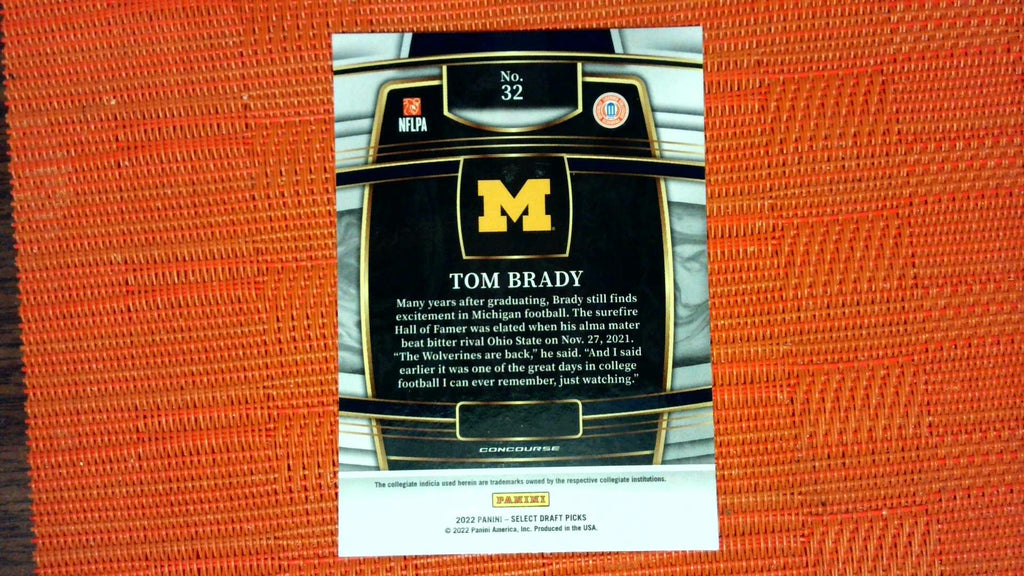 No.
32
NFLPA
M
TOM BRADY
Many years after graduating, Brady still finds
excitement in Michigan football. The surefire
Hall of Famer was elated when his alma mater
beat bitter rival Ohio State on Nov. 27, 2021.
“The Wolverines are back,” he said. “And I said
earlier it was one of the great days in college
football I can ever remember, just watching.”
CONCOURSE
The collegiate indicia used herein are trademarks owned by the respective collegiate institutions.
PANINI
2022 PANINI – SELECT DRAFT PICKS
© 2022 Panini America, Inc. Produced in the USA.